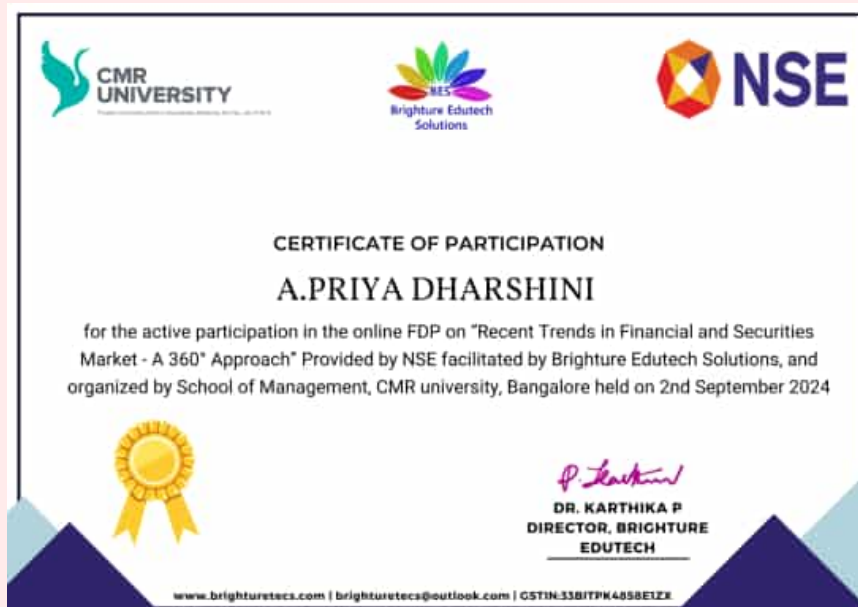 CMR
UNIVERSITY
BES
Brighture Edutech
Solutions
NSE
CERTIFICATE OF PARTICIPATION
A.PRIYA DHARSHINI
for the active participation in the online FDP on "Recent Trends in Financial and Securities
Market - A 360° Approach" Provided by NSE facilitated by Brighture Edutech Solutions, and
organized by School of Management, CMR university, Bangalore held on 2nd September 2024
DR. KARTHIKA P
DIRECTOR, BRIGHTURE
EDUTECH
www.brighturetecs.com | brighturetecs@outlook.com | GSTIN:33BITPK4858E1ZX